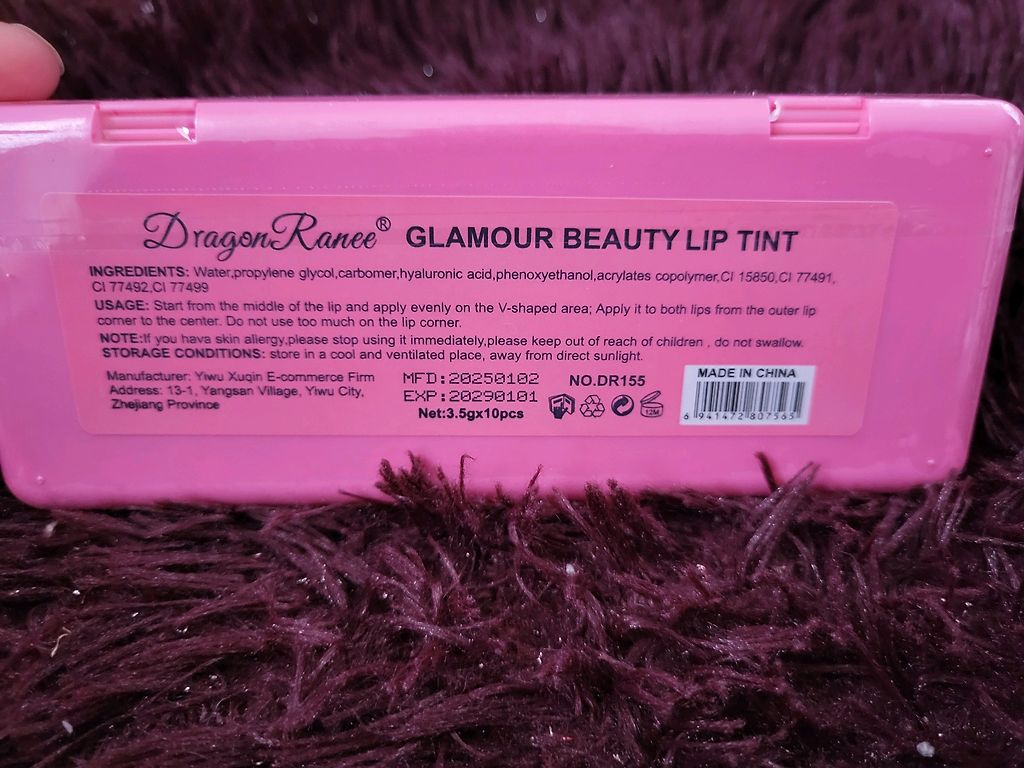 DragonRanee® GLAMOUR BEAUTY LIP TINT
INGREDIENTS: Water,propylene glycol,carbomer,hyaluronic acid,phenoxyethanol,acrylates copolymer,CI 15850,CI 77491,
CI 77492,CI 77499
USAGE: Start from the middle of the lip and apply evenly on the V-shaped area; Apply it to both lips from the outer lip
corner to the center. Do not use too much on the lip corner.
NOTE:If you hava skin allergy,please stop using it immediately,please keep out of reach of children , do not swallow.
STORAGE CONDITIONS: store in a cool and ventilated place, away from direct sunlight.
Manufacturer: Yiwu Xuqin E-commerce Firm
Address: 13-1, Yangsan Village, Yiwu City,
Zhejiang Province
MFD:20250102
EXP:20290101
Net:3.5gx10pcs
NO.DR155
12M
MADE IN CHINA
6 941472 807565